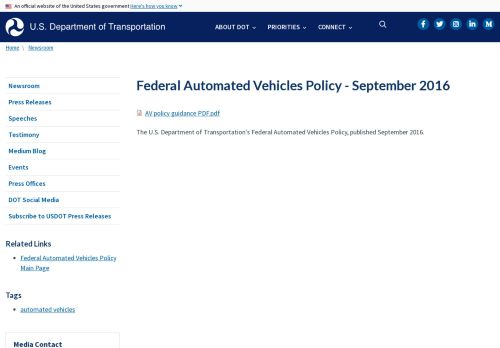 An official website of the United States government Here's how you know
U.S. Department of Transportation
ABOUT DOT
PRIORITIES
CONNECT
Home \ Newsroom
Newsroom
Press Releases
Speeches
Testimony
Medium Blog
Events
Press Offices
DOT Social Media
Subscribe to USDOT Press Releases
Related Links
Federal Automated Vehicles Policy
Main Page
Tags
automated vehicles
Media Contact
Federal Automated Vehicles Policy - September 2016
AV policy guidance PDF.pdf
The U.S. Department of Transportation's Federal Automated Vehicles Policy, published September 2016.